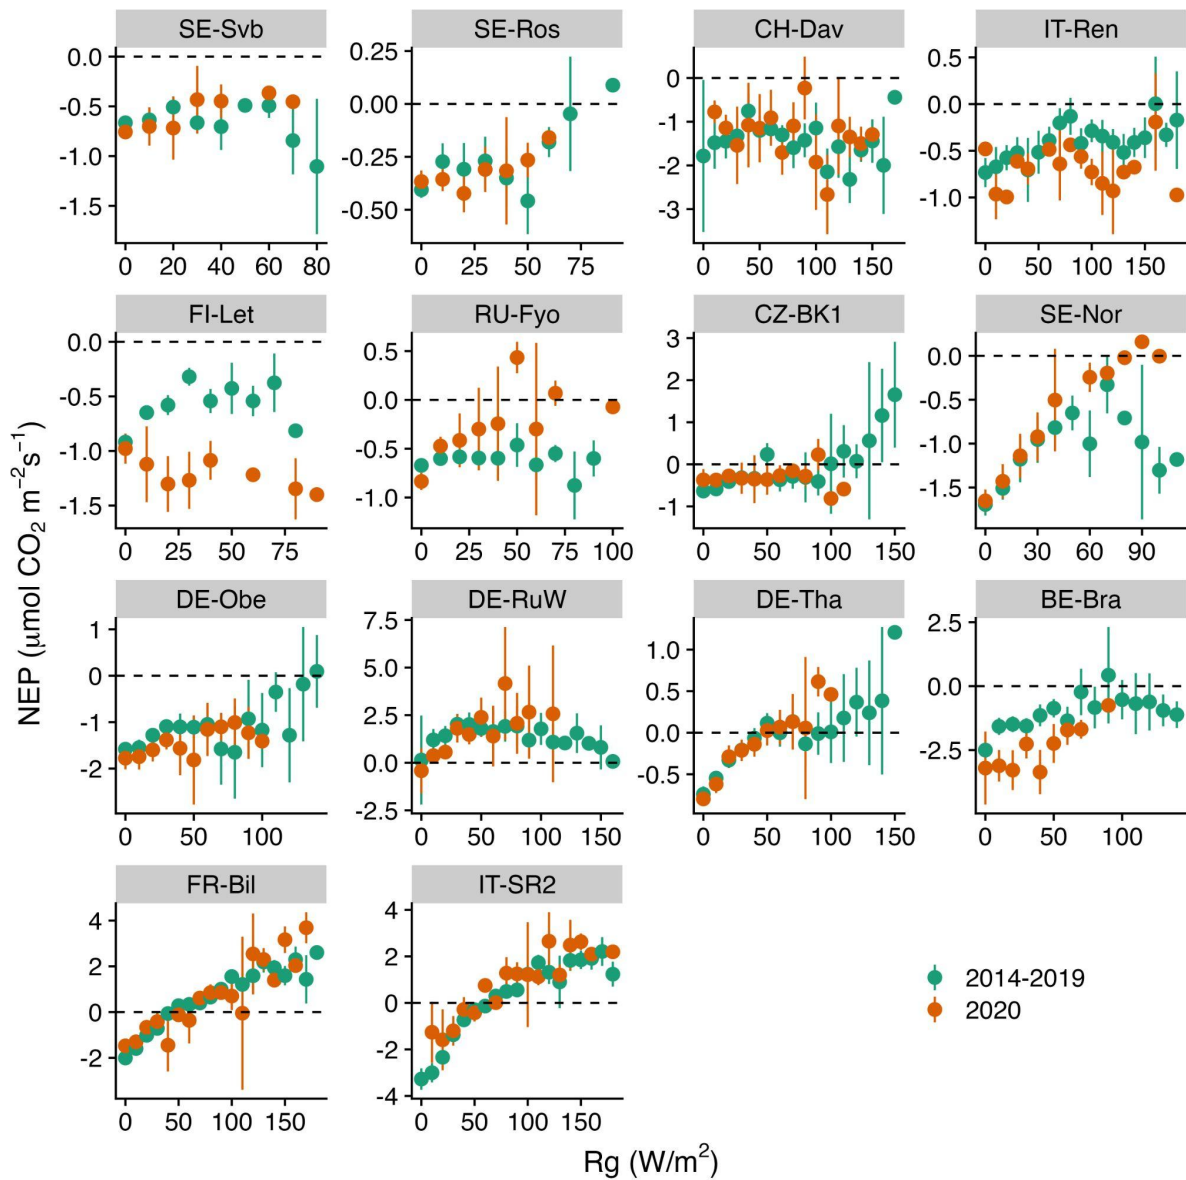 SE-Svb SE-Ros CH-Dav IT-Ren
0.0 -0.5 -1.0 -1.5
0.25 0.00 -0.25 -0.50
0 -1 -2 -3
0.5 0.0 -0.5 -1.0
0 20 40 60 80
0 25 50 75
0 50 100 150
0 50 100 150
FI-Let RU-Fyo CZ-BK1 SE-Nor
0.0 -0.5 -1.0 -1.5
0.5 0.0 -0.5 -1.0
3 2 1 0 -1
0.0 -0.5 -1.0 -1.5
0 25 50 75
0 25 50 75 100
0 50 100 150
0 30 60 90
NEP (μmol CO₂ m⁻²s⁻¹)
DE-Obe DE-RuW DE-Tha BE-Bra
1 0 -1 -2
7.5 5.0 2.5 0.0 -2.5
1.0 0.5 0.0 -0.5
2.5 0.0 -2.5
0 50 100
0 50 100 150
0 50 100 150
0 50 100
FR-Bil IT-SR2
4 2 0 -2
4 2 0 -2 -4
0 50 100 150
0 50 100 150
2014-2019
2020
Rg (W/m²)